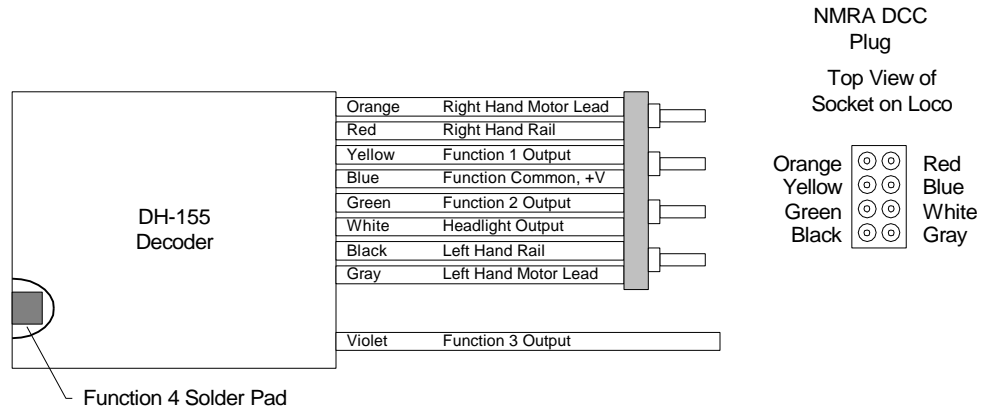 NMRA DCC
Plug
Top View of
Socket on Loco
Orange Right Hand Motor Lead
Red Right Hand Rail
Yellow Function 1 Output
Blue Function Common, +V
Green Function 2 Output
White Headlight Output
Black Left Hand Rail
Gray Left Hand Motor Lead
Violet Function 3 Output
DH-155
Decoder
Function 4 Solder Pad
Orange Red
Yellow Blue
Green White
Black Gray